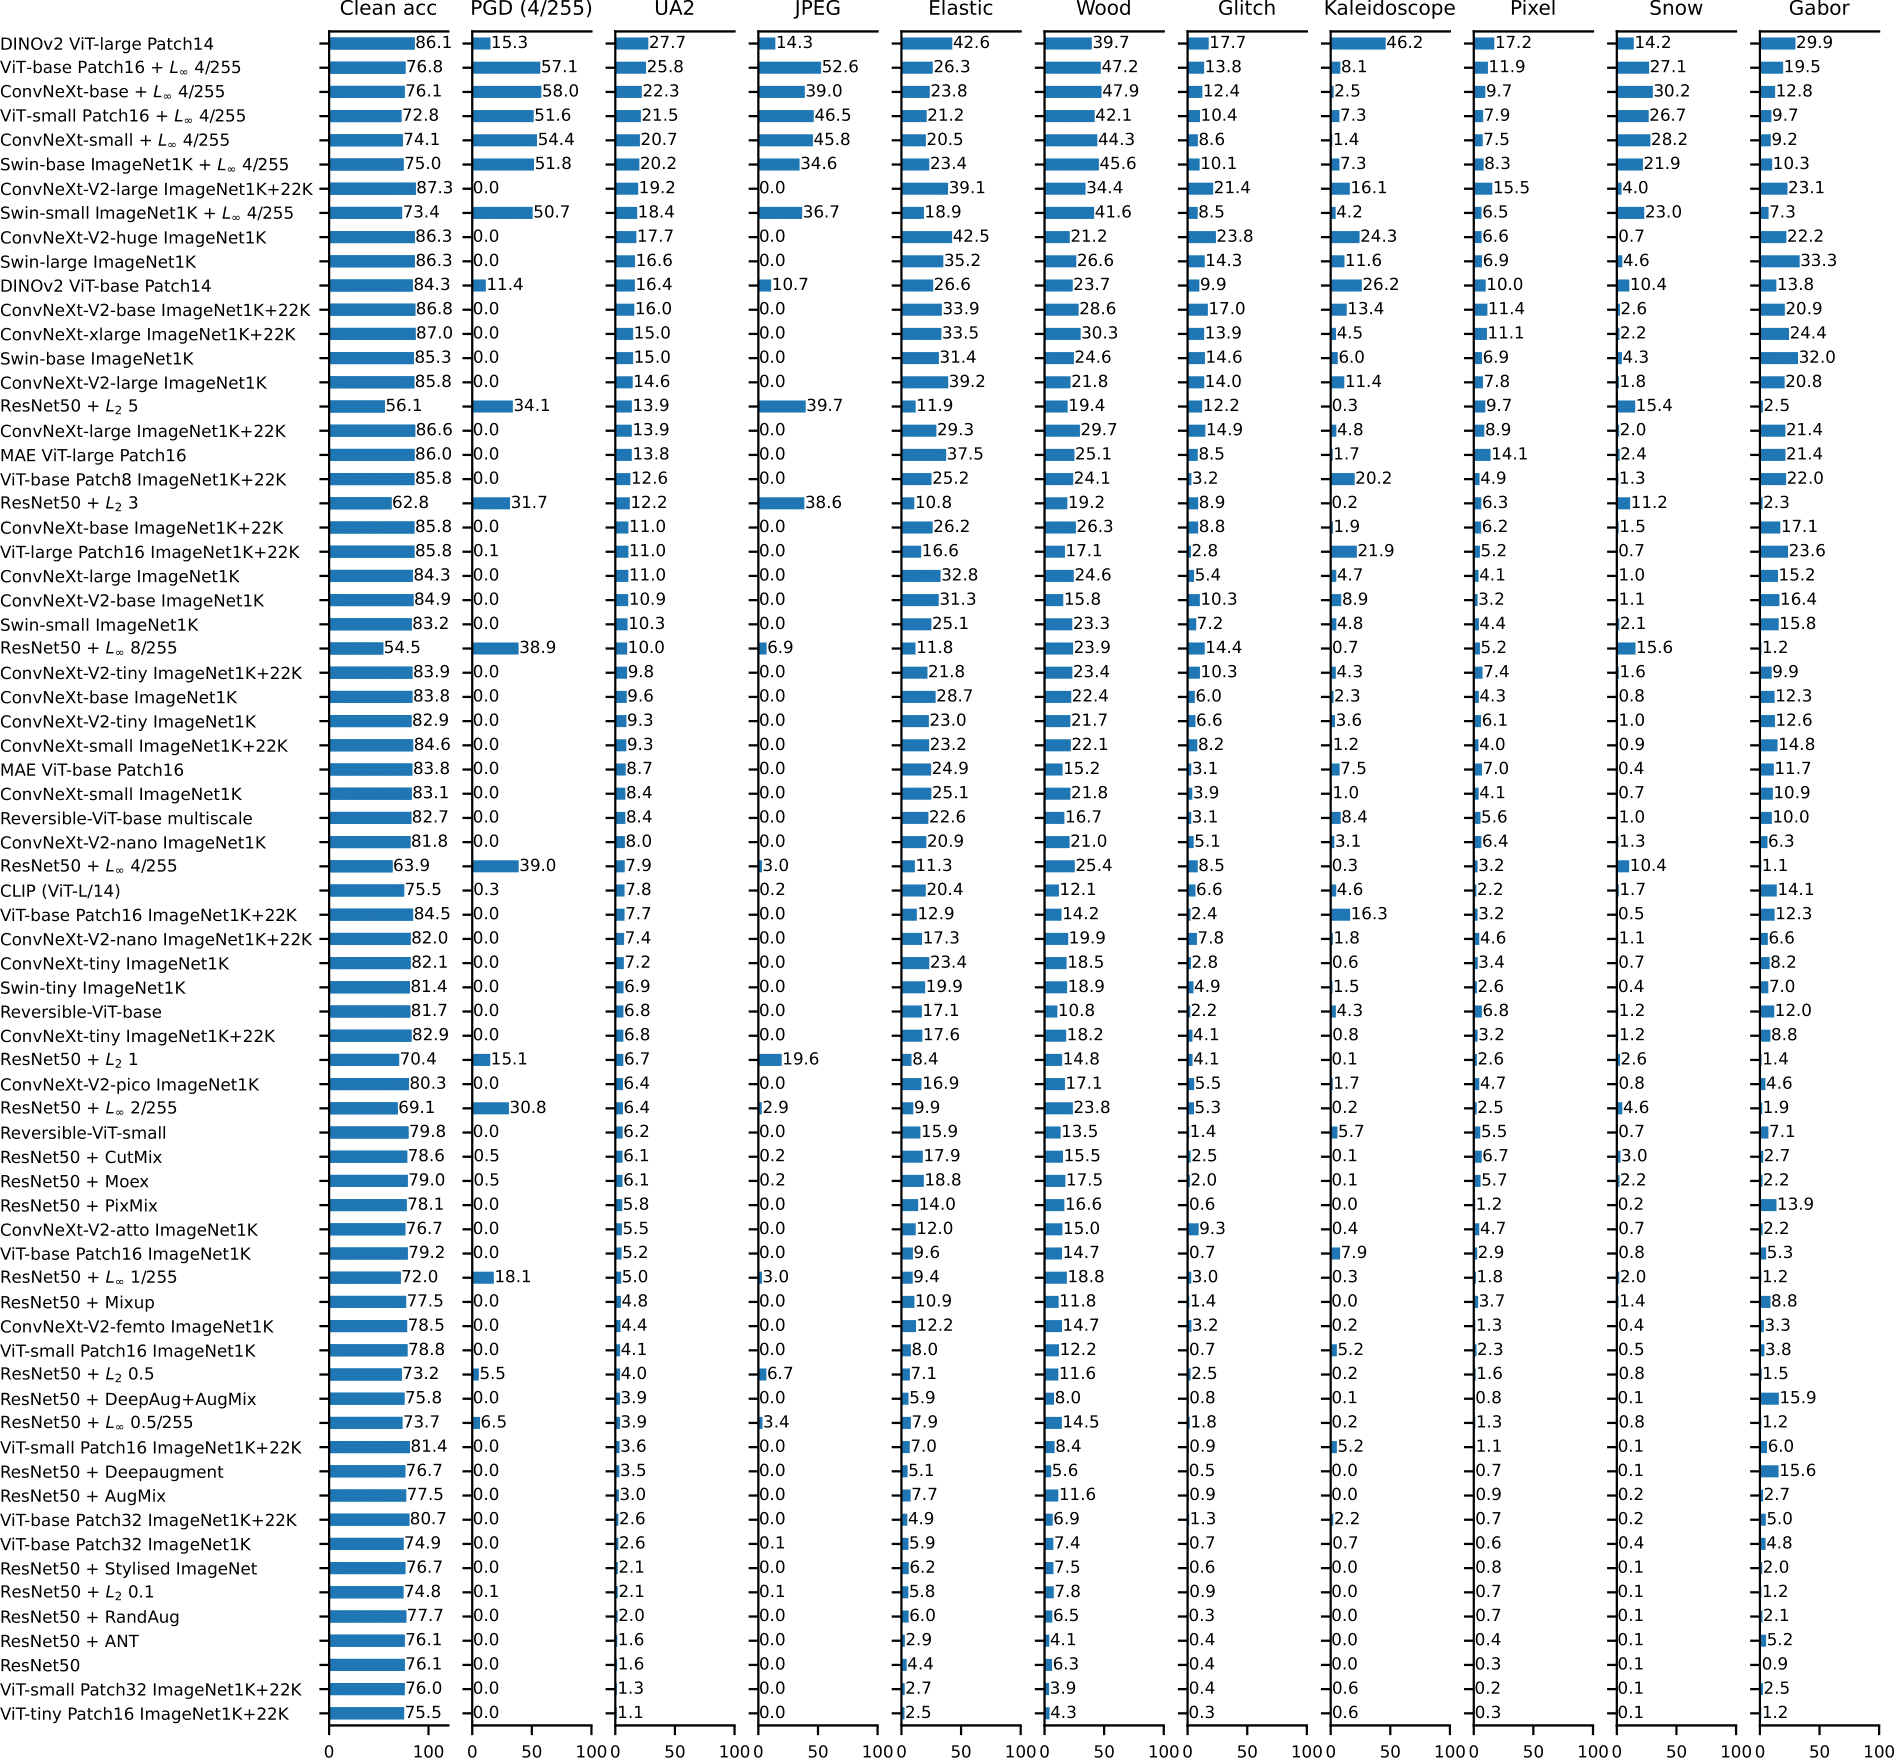 Clean acc PGD (4/255) UA2 JPEG Elastic Wood Glitch Kaleidoscope Pixel Snow Gabor
DINOv2 ViT-large Patch14 86.1 15.3 27.7 14.3 42.6 39.7 17.7 46.2 17.2 14.2 29.9
ViT-base Patch16 + L∞ 4/255 76.8 57.1 25.8 52.6 26.3 47.2 13.8 8.1 11.9 27.1 19.5
ConvNeXt-base + L∞ 4/255 76.1 58.0 22.3 39.0 23.8 47.9 12.4 2.5 9.7 30.2 12.8
ViT-small Patch16 + L∞ 4/255 72.8 51.6 21.5 46.5 21.2 42.1 10.4 7.3 7.9 26.7 9.7
ConvNeXt-small + L∞ 4/255 74.1 54.4 20.7 45.8 20.5 44.3 8.6 1.4 7.5 28.2 9.2
Swin-base ImageNet1K + L∞ 4/255 75.0 51.8 20.2 34.6 23.4 45.6 10.1 7.3 8.3 21.9 10.3
ConvNeXt-V2-large ImageNet1K+22K 87.3 0.0 19.2 0.0 39.1 34.4 21.4 16.1 15.5 4.0 23.1
Swin-small ImageNet1K + L∞ 4/255 73.4 50.7 18.4 36.7 18.9 41.6 8.5 4.2 6.5 23.0 7.3
ConvNeXt-V2-huge ImageNet1K 86.3 0.0 17.7 0.0 42.5 21.2 23.8 24.3 6.6 0.7 22.2
Swin-large ImageNet1K 86.3 0.0 16.6 0.0 35.2 26.6 14.3 11.6 6.9 4.6 33.3
DINOv2 ViT-base Patch14 84.3 11.4 16.4 10.7 26.6 23.7 9.9 26.2 10.0 10.4 13.8
ConvNeXt-V2-base ImageNet1K+22K 86.8 0.0 16.0 0.0 33.9 28.6 17.0 13.4 11.4 2.6 20.9
ConvNeXt-xlarge ImageNet1K+22K 87.0 0.0 15.0 0.0 33.5 30.3 13.9 4.5 11.1 2.2 24.4
Swin-base ImageNet1K 85.3 0.0 15.0 0.0 31.4 24.6 14.6 6.0 6.9 4.3 32.0
ConvNeXt-V2-large ImageNet1K 85.8 0.0 14.6 0.0 39.2 21.8 14.0 11.4 7.8 1.8 20.8
ResNet50 + L2 5 56.1 34.1 13.9 39.7 11.9 19.4 12.2 0.3 9.7 15.4 2.5
ConvNeXt-large ImageNet1K+22K 86.6 0.0 13.9 0.0 29.3 29.7 14.9 4.8 8.9 2.0 21.4
MAE ViT-large Patch16 86.0 0.0 13.8 0.0 37.5 25.1 8.5 1.7 14.1 2.4 21.4
ViT-base Patch8 ImageNet1K+22K 85.8 0.0 12.6 0.0 25.2 24.1 3.2 20.2 4.9 1.3 22.0
ResNet50 + L2 3 62.8 31.7 12.2 38.6 10.8 19.2 8.9 0.2 6.3 11.2 2.3
ConvNeXt-base ImageNet1K+22K 85.8 0.0 11.0 0.0 26.2 26.3 8.8 1.9 6.2 1.5 17.1
ViT-large Patch16 ImageNet1K+22K 85.8 0.1 11.0 0.0 16.6 17.1 2.8 21.9 5.2 0.7 23.6
ConvNeXt-large ImageNet1K 84.3 0.0 11.0 0.0 32.8 24.6 5.4 4.7 4.1 1.0 15.2
ConvNeXt-V2-base ImageNet1K 84.9 0.0 10.9 0.0 31.3 15.8 10.3 8.9 3.2 1.1 16.4
Swin-small ImageNet1K 83.2 0.0 10.3 0.0 25.1 23.3 7.2 4.8 4.4 2.1 15.8
ResNet50 + L∞ 8/255 54.5 38.9 10.0 6.9 11.8 23.9 14.4 0.7 5.2 15.6 1.2
ConvNeXt-V2-tiny ImageNet1K+22K 83.9 0.0 9.8 0.0 21.8 23.4 10.3 4.3 7.4 1.6 9.9
ConvNeXt-base ImageNet1K 83.8 0.0 9.6 0.0 28.7 22.4 6.0 2.3 4.3 0.8 12.3
ConvNeXt-V2-tiny ImageNet1K 82.9 0.0 9.3 0.0 23.0 21.7 6.6 3.6 6.1 1.0 12.6
ConvNeXt-small ImageNet1K+22K 84.6 0.0 9.3 0.0 23.2 22.1 8.2 1.2 4.0 0.9 14.8
MAE ViT-base Patch16 83.8 0.0 8.7 0.0 24.9 15.2 3.1 7.5 7.0 0.4 11.7
ConvNeXt-small ImageNet1K 83.1 0.0 8.4 0.0 25.1 21.8 3.9 1.0 4.1 0.7 10.9
Reversible-ViT-base multiscale 82.7 0.0 8.4 0.0 22.6 16.7 3.1 8.4 5.6 1.0 10.0
ConvNeXt-V2-nano ImageNet1K 81.8 0.0 8.0 0.0 20.9 21.0 5.1 3.1 6.4 1.3 6.3
ResNet50 + L∞ 4/255 63.9 39.0 7.9 3.0 11.3 25.4 8.5 0.3 3.2 10.4 1.1
CLIP (ViT-L/14) 75.5 0.3 7.8 0.2 20.4 12.1 6.6 4.6 2.2 1.7 14.1
ViT-base Patch16 ImageNet1K+22K 84.5 0.0 7.7 0.0 12.9 14.2 2.4 16.3 3.2 0.5 12.3
ConvNeXt-V2-nano ImageNet1K+22K 82.0 0.0 7.4 0.0 17.3 19.9 7.8 1.8 4.6 1.1 6.6
ConvNeXt-tiny ImageNet1K 82.1 0.0 7.2 0.0 23.4 18.5 2.8 0.6 3.4 0.7 8.2
Swin-tiny ImageNet1K 81.4 0.0 6.9 0.0 19.9 18.9 4.9 1.5 2.6 0.4 7.0
Reversible-ViT-base 81.7 0.0 6.8 0.0 17.1 10.8 2.2 4.3 6.8 1.2 12.0
ConvNeXt-tiny ImageNet1K+22K 82.9 0.0 6.8 0.0 17.6 18.2 4.1 0.8 3.2 1.2 8.8
ResNet50 + L2 1 70.4 15.1 6.7 19.6 8.4 14.8 4.1 0.1 2.6 2.6 1.4
ConvNeXt-V2-pico ImageNet1K 80.3 0.0 6.4 0.0 16.9 17.1 5.5 1.7 4.7 0.8 4.6
ResNet50 + L∞ 2/255 69.1 30.8 6.4 2.9 9.9 23.8 5.3 0.2 2.5 4.6 1.9
Reversible-ViT-small 79.8 0.0 6.2 0.0 15.9 13.5 1.4 5.7 5.5 0.7 7.1
ResNet50 + CutMix 78.6 0.5 6.1 0.2 17.9 15.5 2.5 0.1 6.7 3.0 2.7
ResNet50 + Moex 79.0 0.5 6.1 0.2 18.8 17.5 2.0 0.1 5.7 2.2 2.2
ResNet50 + PixMix 78.1 0.0 5.8 0.0 14.0 16.6 0.6 0.0 1.2 0.2 13.9
ConvNeXt-V2-atto ImageNet1K 76.7 0.0 5.5 0.0 12.0 15.0 9.3 0.4 4.7 0.7 2.2
ViT-base Patch16 ImageNet1K 79.2 0.0 5.2 0.0 9.6 14.7 0.7 7.9 2.9 0.8 5.3
ResNet50 + L∞ 1/255 72.0 18.1 5.0 3.0 9.4 18.8 3.0 0.3 1.8 2.0 1.2
ResNet50 + Mixup 77.5 0.0 4.8 0.0 10.9 11.8 1.4 0.0 3.7 1.4 8.8
ConvNeXt-V2-femto ImageNet1K 78.5 0.0 4.4 0.0 12.2 14.7 3.2 0.2 1.3 0.4 3.3
ViT-small Patch16 ImageNet1K 78.8 0.0 4.1 0.0 8.0 12.2 0.7 5.2 2.3 0.5 3.8
ResNet50 + L2 0.5 73.2 5.5 4.0 6.7 7.1 11.6 2.5 0.2 1.6 0.8 1.5
ResNet50 + DeepAug+AugMix 75.8 0.0 3.9 0.0 5.9 8.0 0.8 0.1 0.8 0.1 15.9
ResNet50 + L∞ 0.5/255 73.7 6.5 3.9 3.4 7.9 14.5 1.8 0.2 1.3 0.8 1.2
ViT-small Patch16 ImageNet1K+22K 81.4 0.0 3.6 0.0 7.0 8.4 0.9 5.2 1.1 0.1 6.0
ResNet50 + Deepaugment 76.7 0.0 3.5 0.0 5.1 5.6 0.5 0.0 0.7 0.1 15.6
ResNet50 + AugMix 77.5 0.0 3.0 0.0 7.7 11.6 0.9 0.0 0.9 0.2 2.7
ViT-base Patch32 ImageNet1K+22K 80.7 0.0 2.6 0.0 4.9 6.9 1.3 2.2 0.7 0.2 5.0
ViT-base Patch32 ImageNet1K 74.9 0.0 2.6 0.1 5.9 7.4 0.7 0.7 0.6 0.4 4.8
ResNet50 + Stylised ImageNet 76.7 0.0 2.1 0.0 6.2 7.5 0.6 0.0 0.8 0.1 2.0
ResNet50 + L2 0.1 74.8 0.1 2.1 0.1 5.8 7.8 0.9 0.0 0.7 0.1 1.2
ResNet50 + RandAug 77.7 0.0 2.0 0.0 6.0 6.5 0.3 0.0 0.7 0.1 2.1
ResNet50 + ANT 76.1 0.0 1.6 0.0 2.9 4.1 0.4 0.0 0.4 0.1 5.2
ResNet50 76.1 0.0 1.6 0.0 4.4 6.3 0.4 0.0 0.3 0.1 0.9
ViT-small Patch32 ImageNet1K+22K 76.0 0.0 1.3 0.0 2.7 3.9 0.4 0.6 0.2 0.1 2.5
ViT-tiny Patch16 ImageNet1K+22K 75.5 0.0 1.1 0.0 2.5 4.3 0.3 0.6 0.3 0.1 1.2
0 100 0 50 100 0 50 100 0 50 100 0 50 100 0 50 100 0 50 100 0 50 100 0 50 100 0 50 100 0 50 100